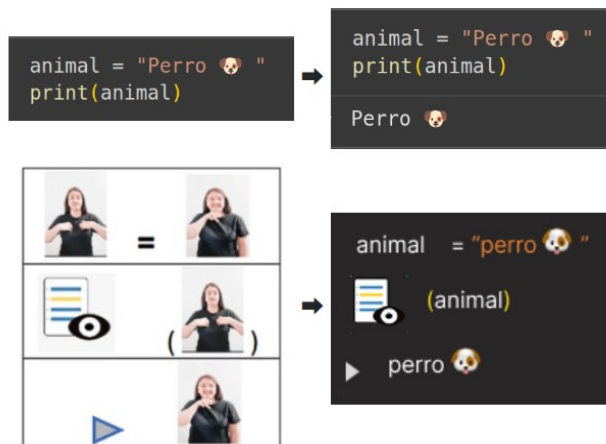 animal = "Perro 🐶 "
print(animal)
animal = "Perro 🐶 "
print(animal)
Perro 🐶
=
( )
animal = "perro 🐶 "
(animal)
perro 🐶